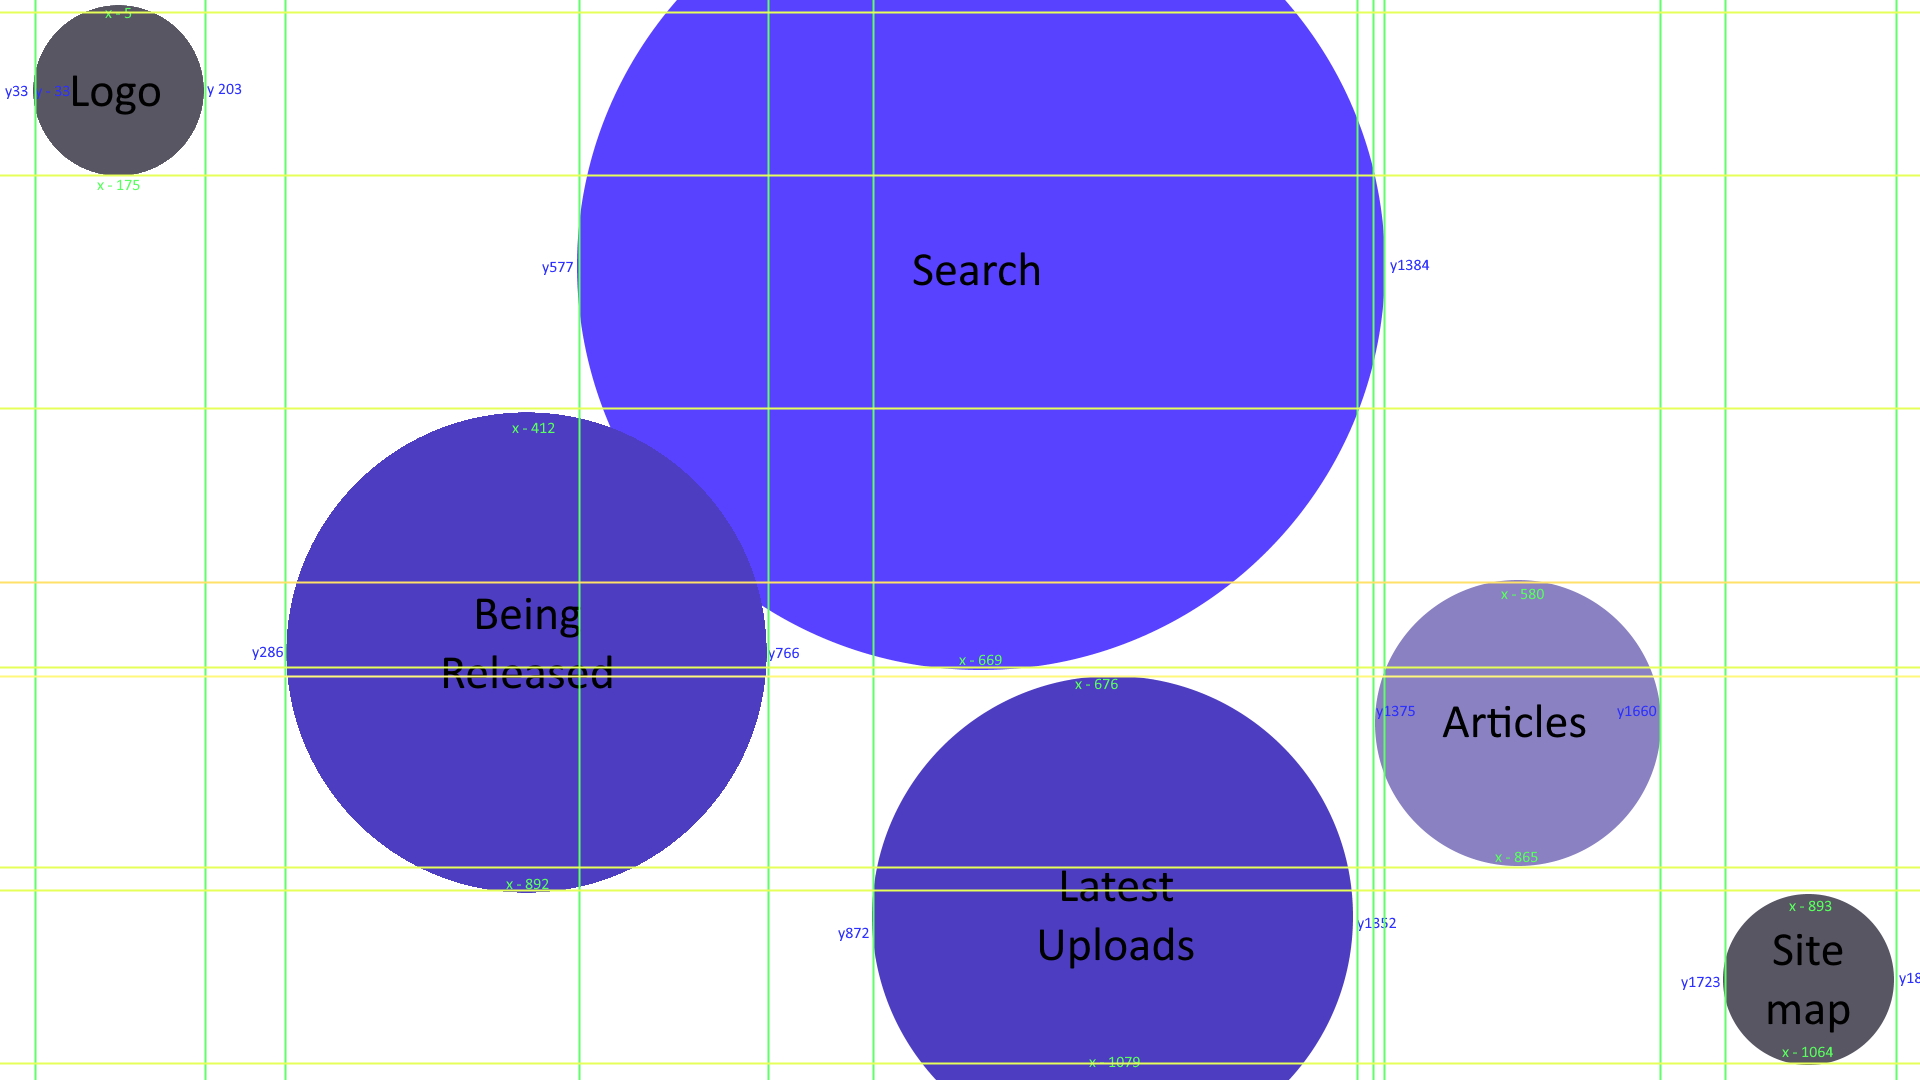 x - 5
y33
y - 33
Logo
y 203
x - 175
y577
Search
y1384
x - 412
x - 580
Being
Released
y286
y766
x - 669
x - 676
y1375
Articles
y1660
x - 865
x - 892
Latest
Uploads
y872
y1352
x - 893
Site
map
y1723
y18
x - 1079
x - 1064